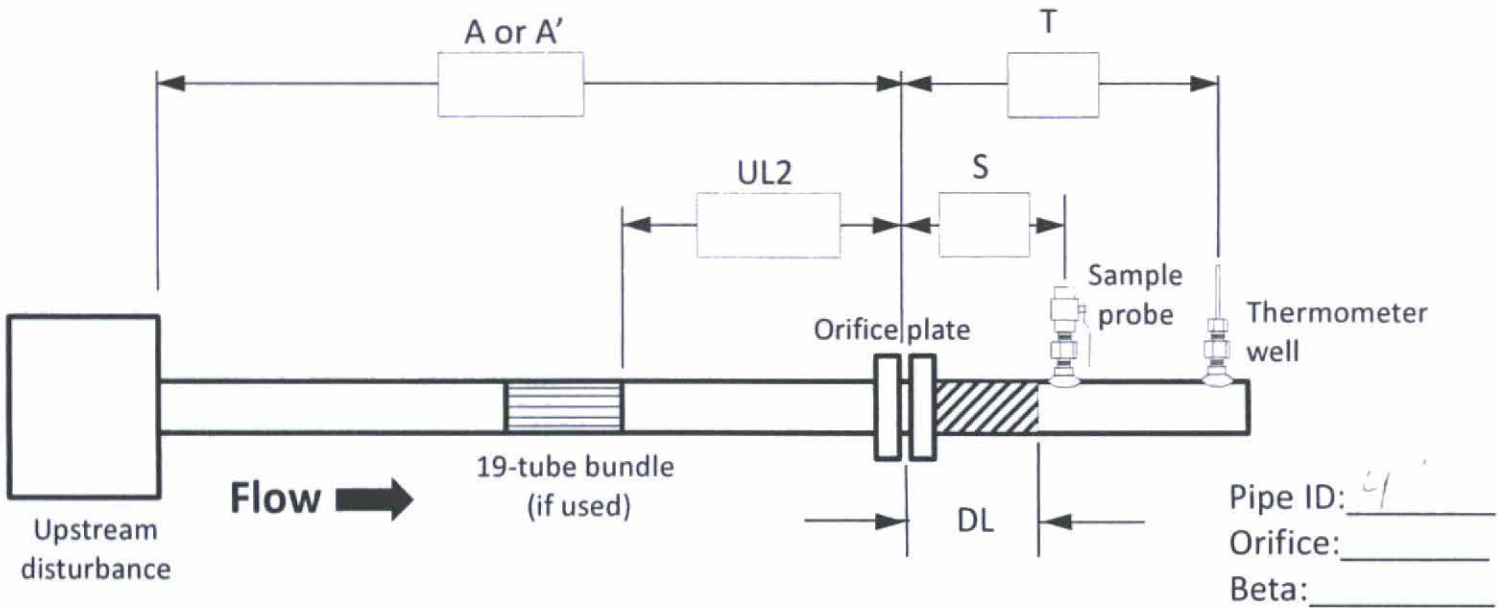 A or A’
T
UL2
S
Sample
probe
Orifice plate
Thermometer
well
19-tube bundle
(if used)
Flow
DL
Upstream
disturbance
Pipe ID: 4
Orifice:
Beta: